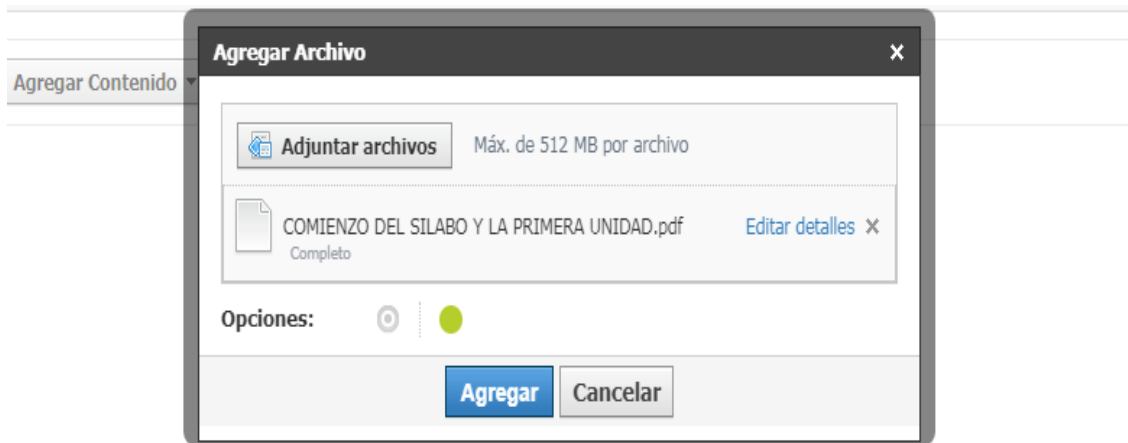 Agregar Archivo ×
Agregar Contenido
Adjuntar archivos Máx. de 512 MB por archivo
COMIENZO DEL SILABO Y LA PRIMERA UNIDAD.pdf Editar detalles ×
Completo
Opciones:
Agregar Cancelar